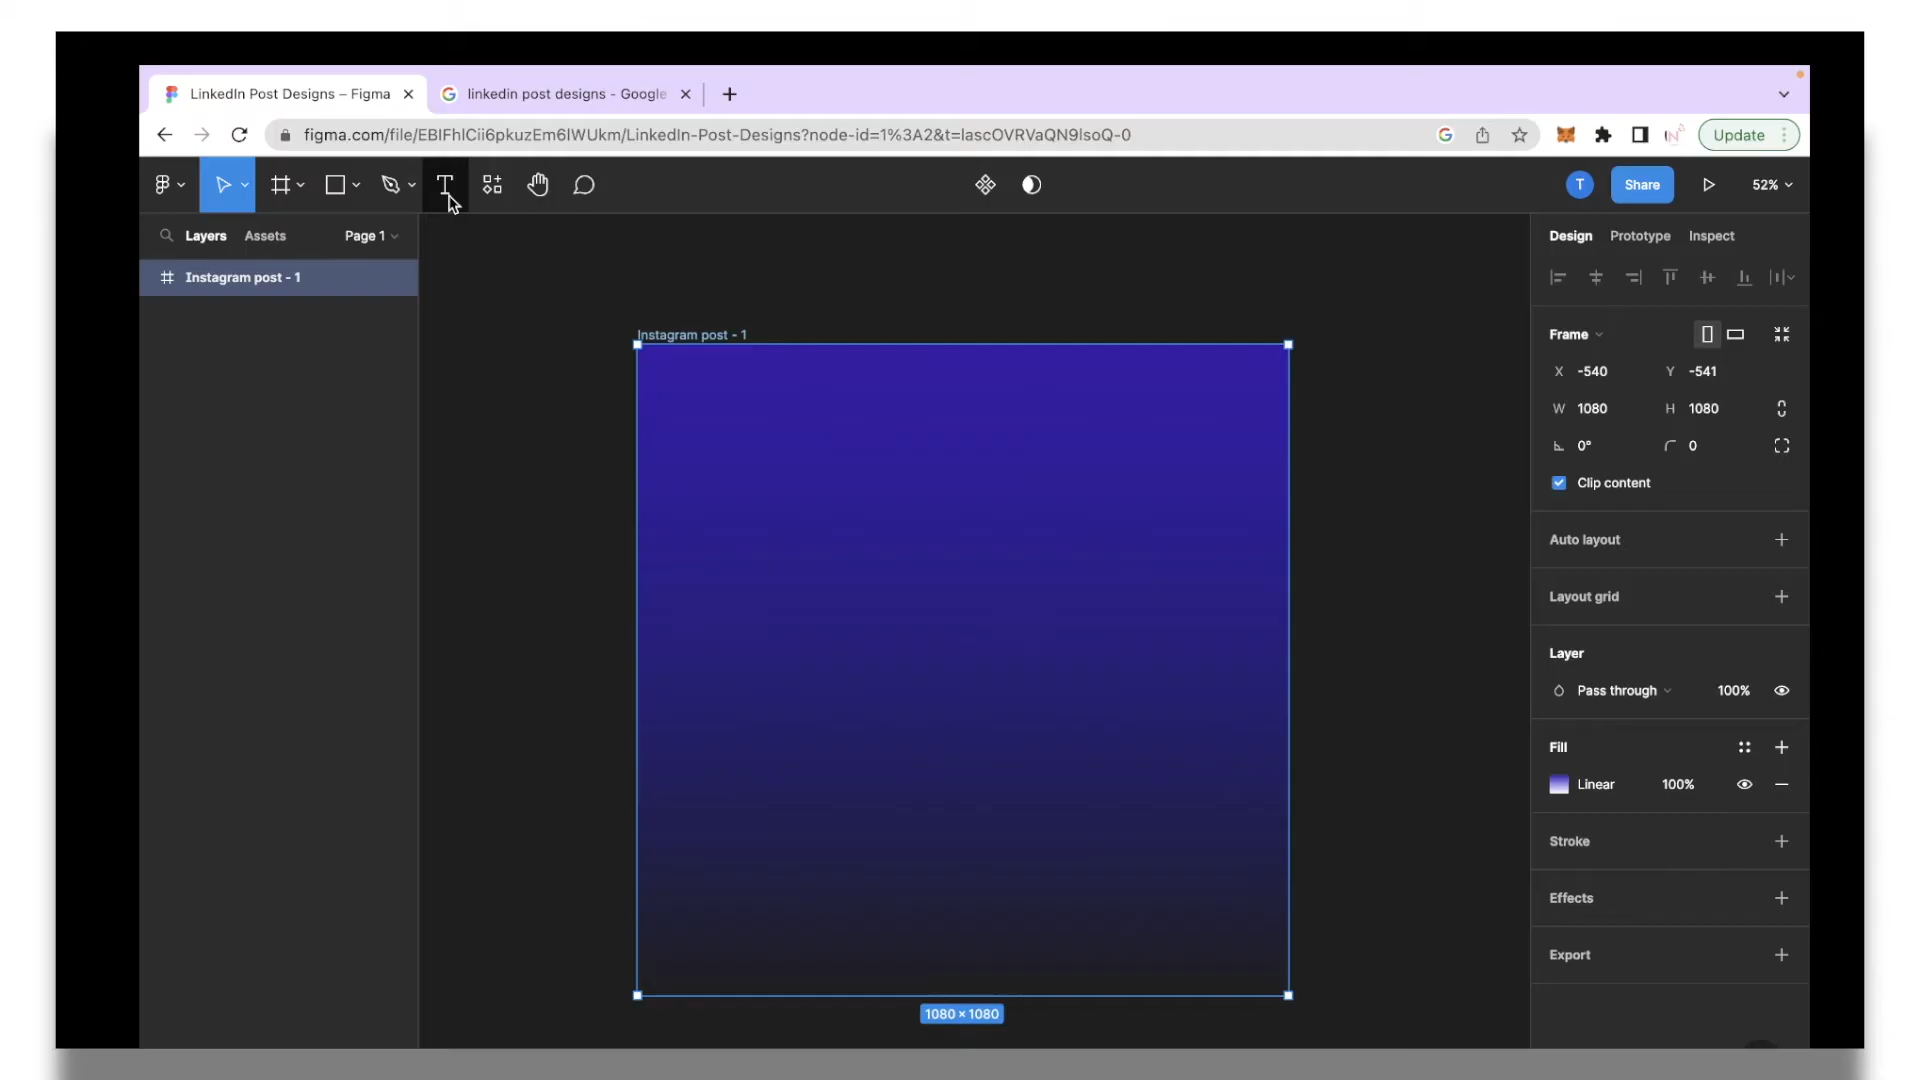 LinkedIn Post Designs – Figma
linkedin post designs - Google
figma.com/file/EBIFhlCii6pkuzEm6lWUkm/LinkedIn-Post-Designs?node-id=1%3A2&t=lascOVRVaQN9lsoQ-0
Update
T
Share
52%
Layers
Assets
Page 1
Design
Prototype
Inspect
Instagram post - 1
Instagram post - 1
Frame
X -540
Y -541
W 1080
H 1080
0°
0
Clip content
Auto layout
Layout grid
Layer
Pass through
100%
Fill
Linear
100%
Stroke
Effects
Export
1080 × 1080